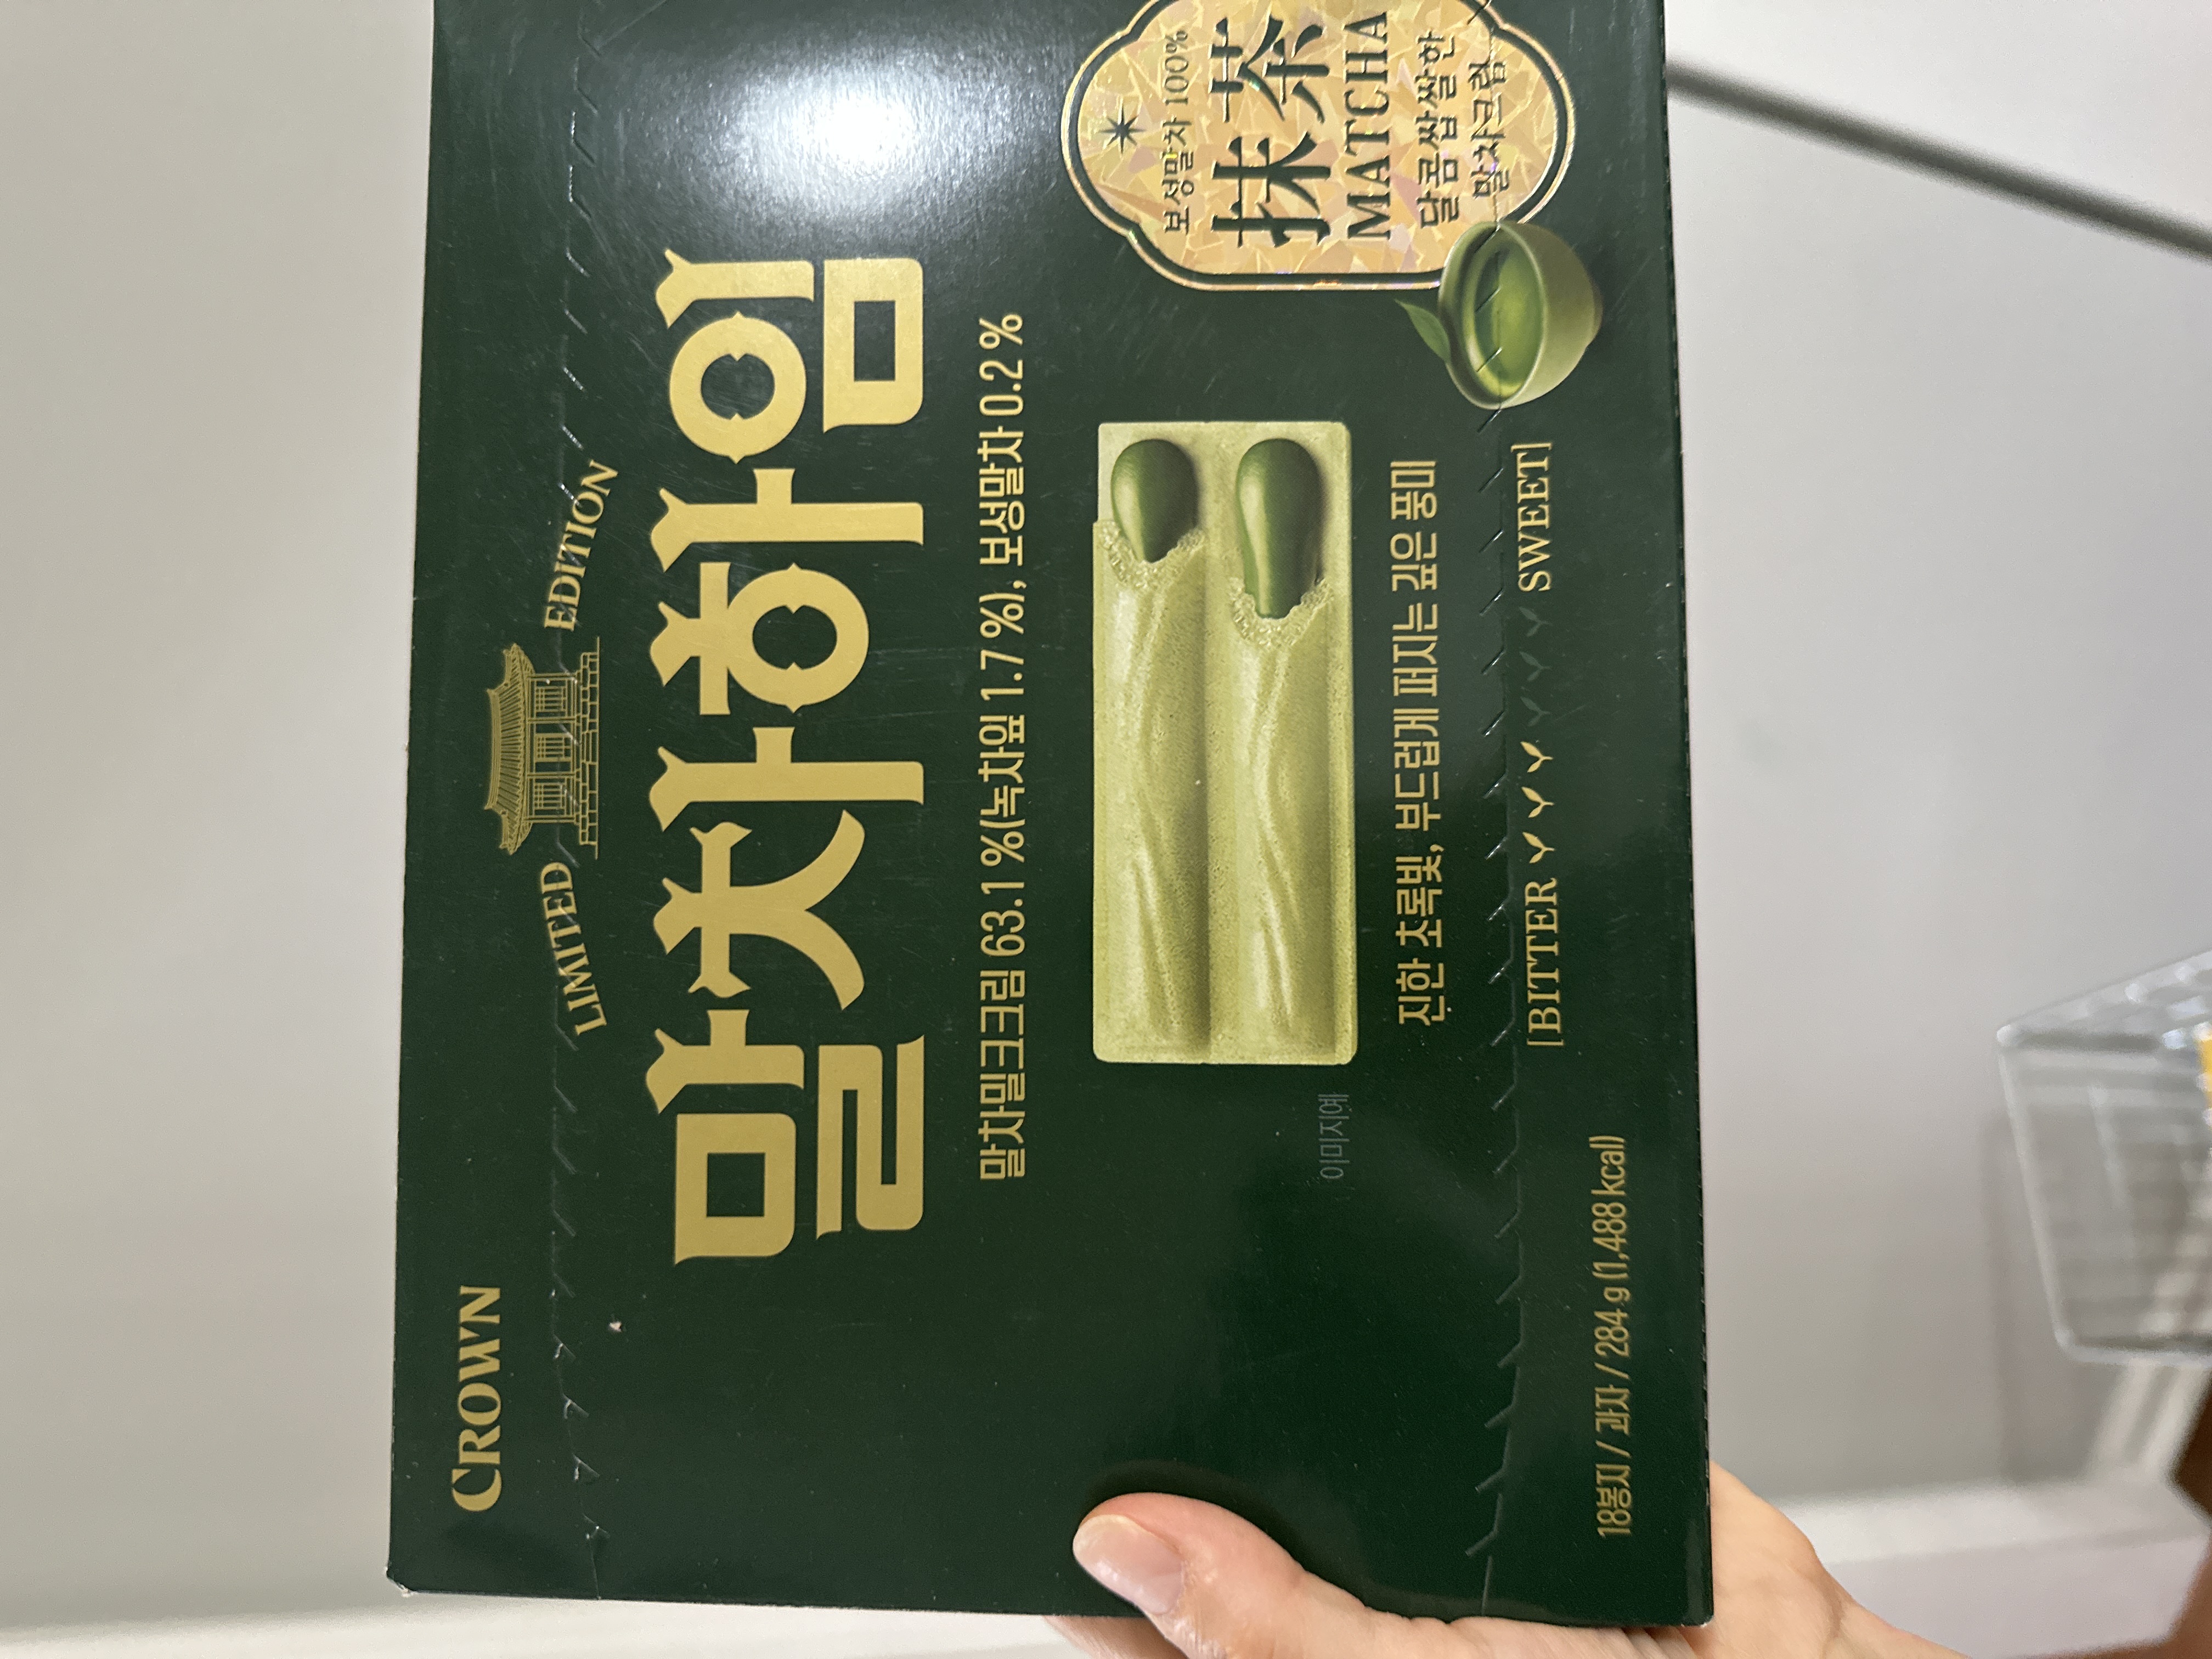 CROWN
LIMITED EDITION
말차하임
말차밀크크림 63.1 %(녹차잎 1.7 %), 보성말차 0.2 %
보성말차 100%
抹茶
MATCHA
달콤쌉쌀한
말차크림
이미지예
진한 초록빛, 부드럽게 퍼지는 깊은 풍미
[BITTER SWEET]
18봉지 / 과자 / 284 g (1,488 kcal)